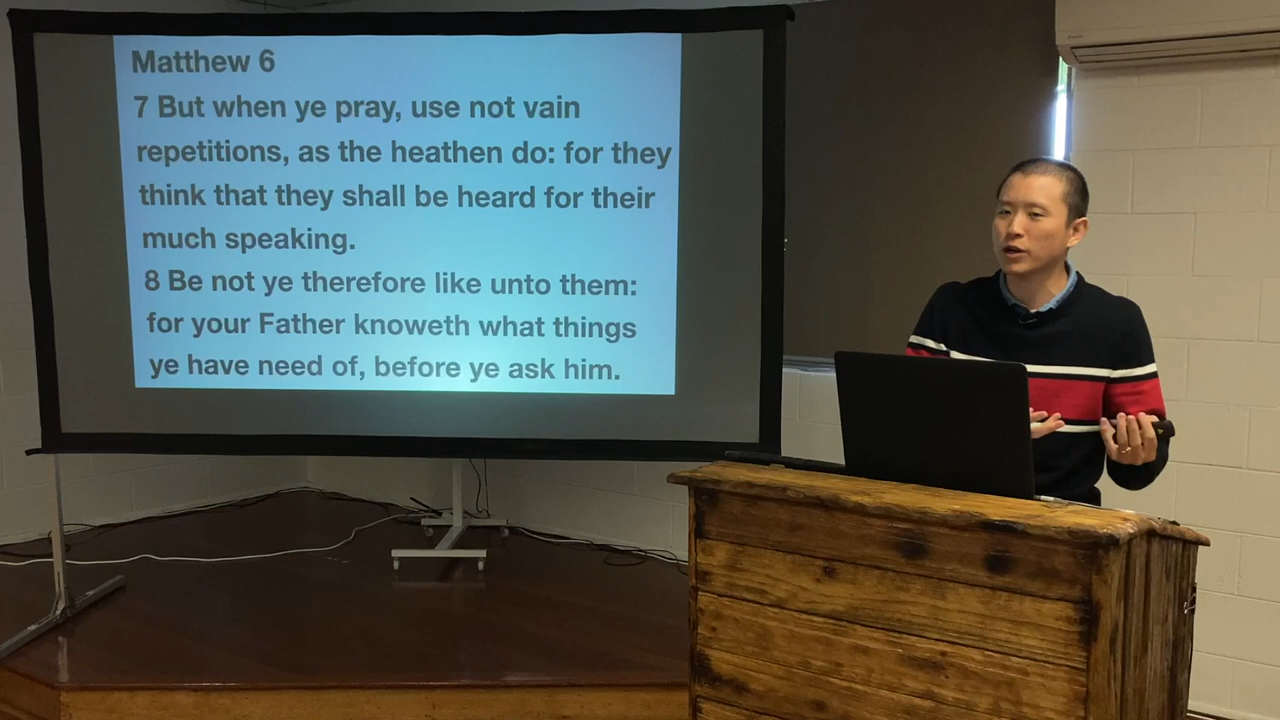 Matthew 6
7 But when ye pray, use not vain
repetitions, as the heathen do: for they
think that they shall be heard for their
much speaking.
8 Be not ye therefore like unto them:
for your Father knoweth what things
ye have need of, before ye ask him.